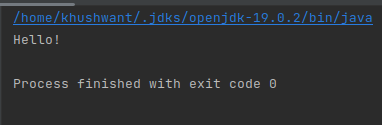 /home/khushwant/.jdks/openjdk-19.0.2/bin/java
Hello!
Process finished with exit code 0